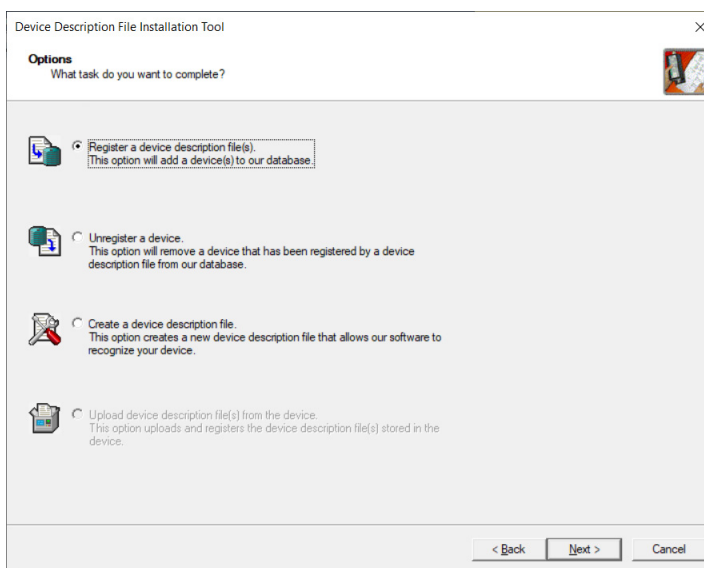 Device Description File Installation Tool
Options
What task do you want to complete?
Register a device description file(s).
This option will add a device(s) to our database.
Unregister a device.
This option will remove a device that has been registered by a device
description file from our database.
Create a device description file.
This option creates a new device description file that allows our software to
recognize your device.
Upload device description file(s) from the device.
This option uploads and registers the device description file(s) stored in the
device.
< Back Next > Cancel